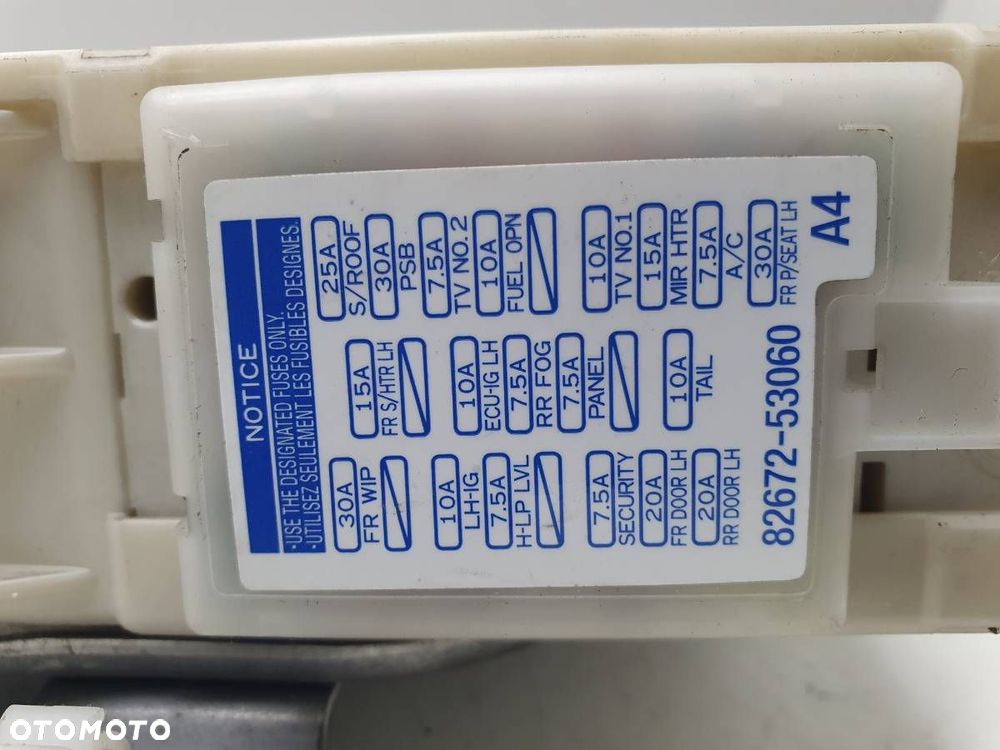 NOTICE
·USE THE DESIGNATED FUSES ONLY.
·UTILISEZ SEULEMENT LES FUSIBLES DESIGNES.
30A
FR WIP
10A
LH-IG
7.5A
H-LP LVL
7.5A
SECURITY
20A
FR DOOR LH
20A
RR DOOR LH
15A
FR S/HTR LH
10A
ECU-IG LH
7.5A
RR FOG
7.5A
PANEL
10A
TAIL
25A
S/ROOF
30A
PSB
7.5A
TV NO.2
10A
FUEL OPN
10A
TV NO.1
15A
MIR HTR
7.5A
A/C
30A
FR P/SEAT LH
82672-53060
A4
OTOMOTO